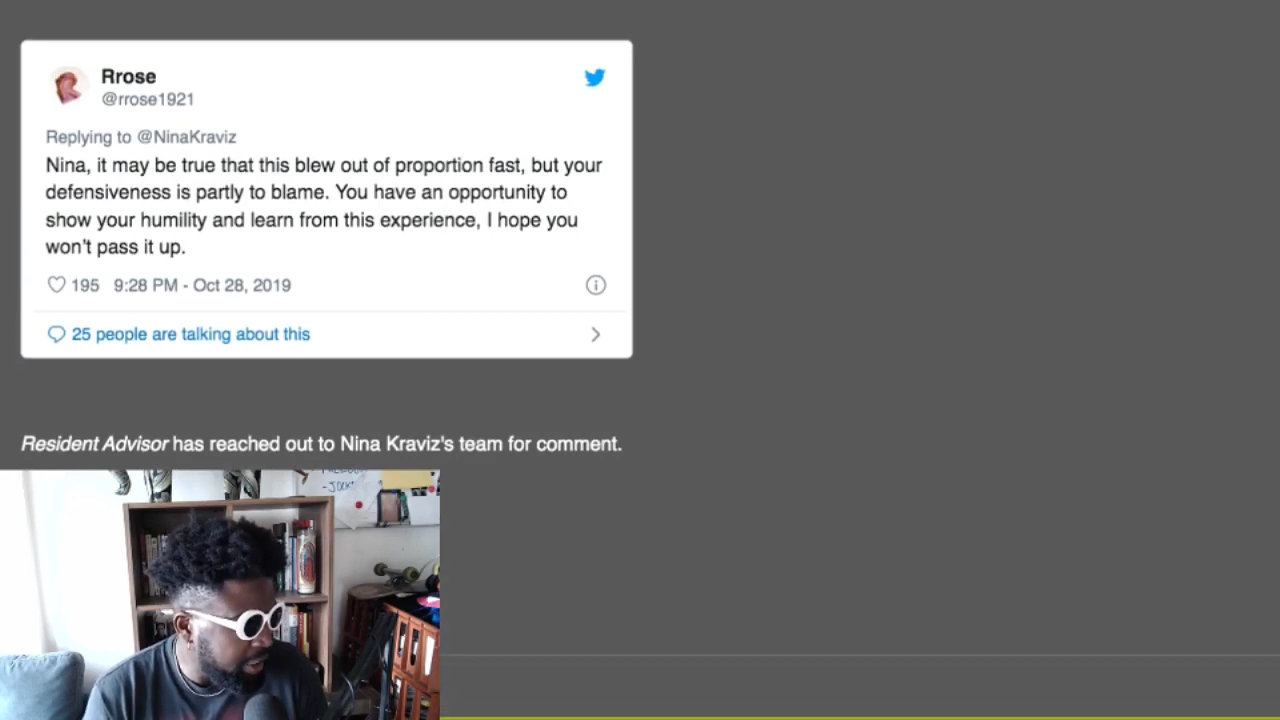 Rrose
@rrose1921
Replying to @NinaKraviz
Nina, it may be true that this blew out of proportion fast, but your
defensiveness is partly to blame. You have an opportunity to
show your humility and learn from this experience, I hope you
won't pass it up.
195 9:28 PM - Oct 28, 2019
25 people are talking about this
Resident Advisor has reached out to Nina Kraviz's team for comment.